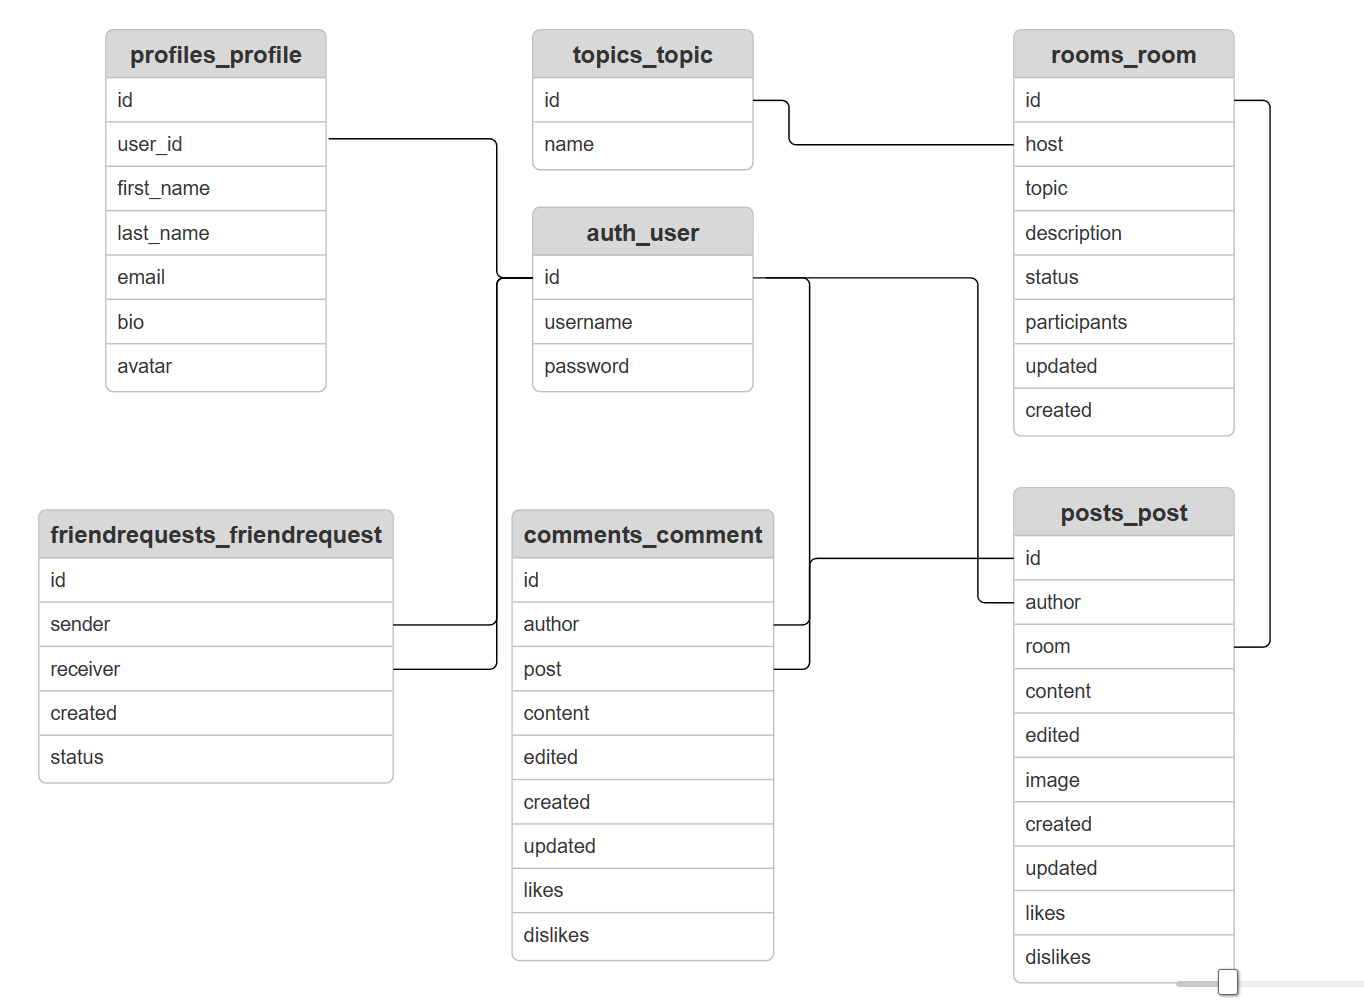 profiles_profile
id
user_id
first_name
last_name
email
bio
avatar
topics_topic
id
name
auth_user
id
username
password
rooms_room
id
host
topic
description
status
participants
updated
created
friendrequests_friendrequest
id
sender
receiver
created
status
comments_comment
id
author
post
content
edited
created
updated
likes
dislikes
posts_post
id
author
room
content
edited
image
created
updated
likes
dislikes